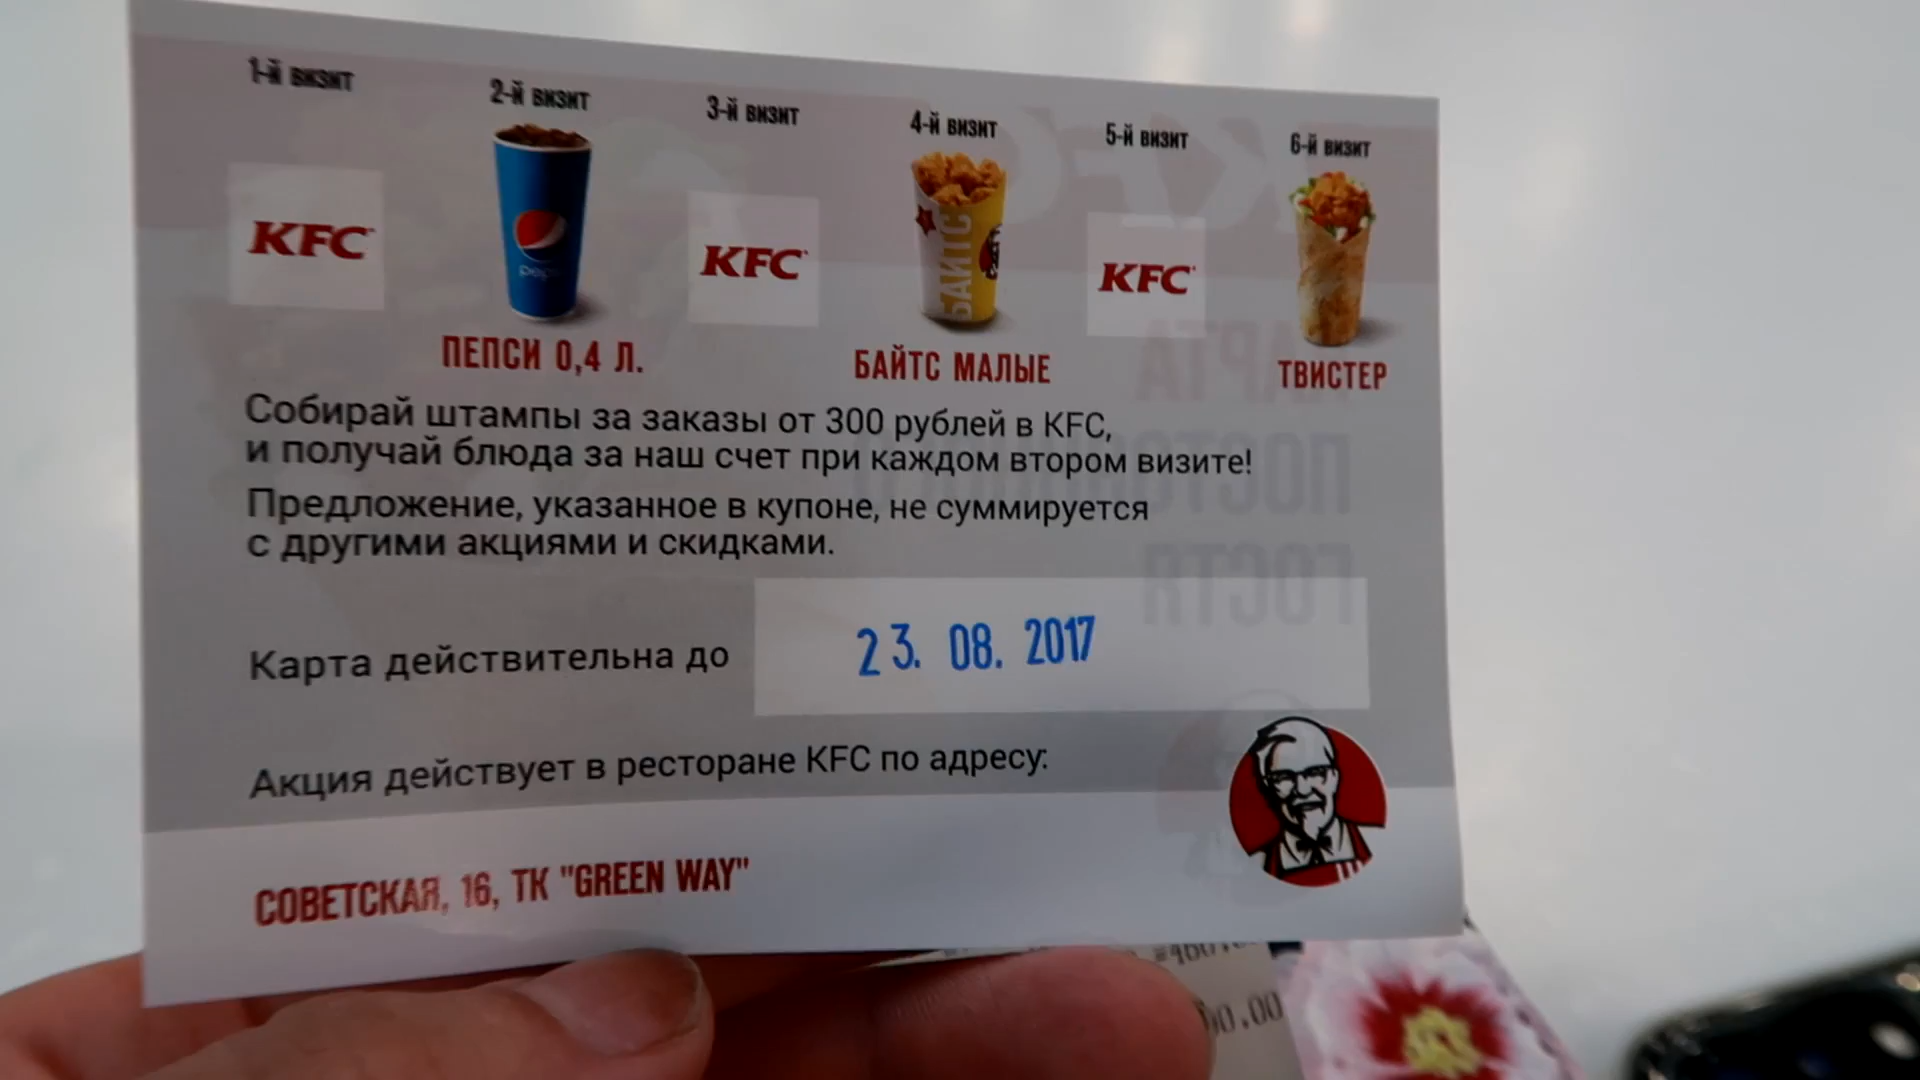 1-й визит
2-й визит
3-й визит
4-й визит
5-й визит
6-й визит
KFC
pepsi
KFC
БАЙТС
KFC
ПЕПСИ 0,4 Л.
БАЙТС МАЛЫЕ
ТВИСТЕР
Собирай штампы за заказы от 300 рублей в KFC,
и получай блюда за наш счет при каждом втором визите!
Предложение, указанное в купоне, не суммируется
с другими акциями и скидками.
Карта действительна до
23. 08. 2017
Акция действует в ресторане KFC по адресу:
СОВЕТСКАЯ, 16, ТК "GREEN WAY"